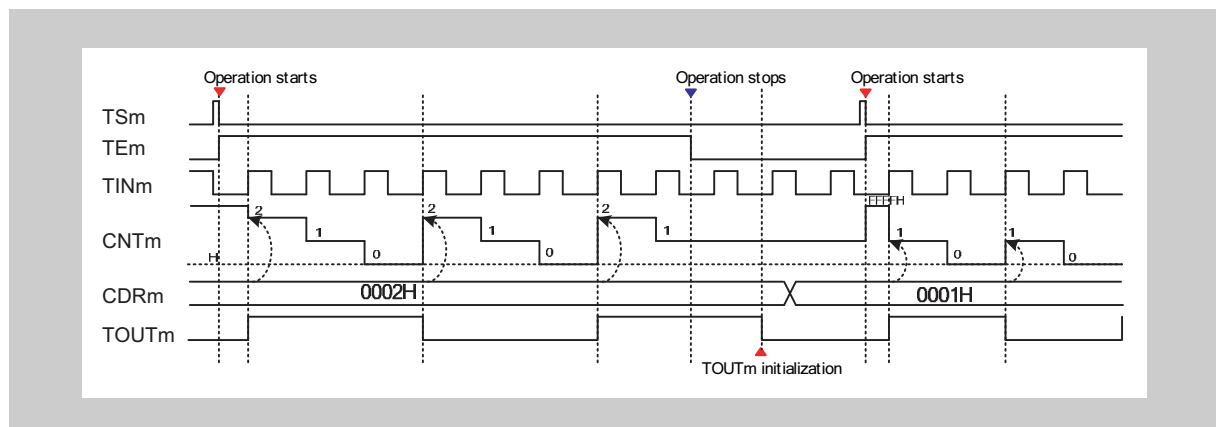 Operation starts Operation stops Operation starts
TSm
TEm
TINm
FFFFH
2 2 2
1 1 1 1 1
CNTm
H 0 0 0 0
CDRm 0002H 0001H
TOUTm
TOUTm initialization